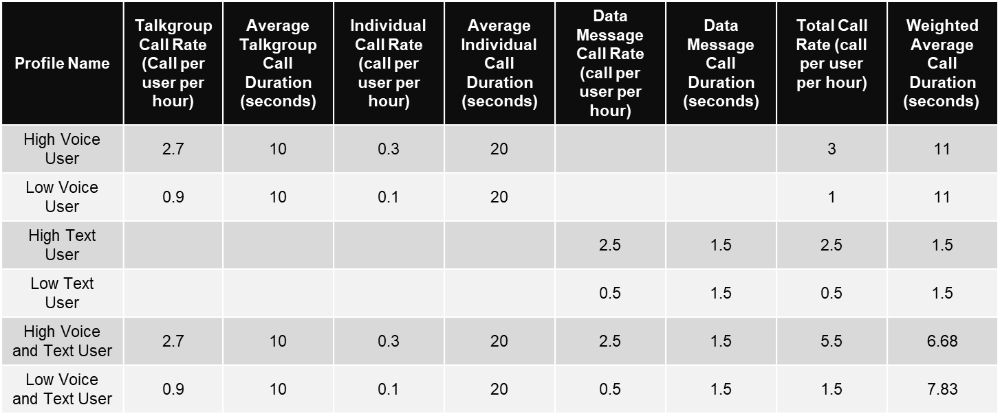 Profile Name
Talkgroup
Call Rate
(Call per
user per
hour)
Average
Talkgroup
Call
Duration
(seconds)
Individual
Call Rate
(call per
user per
hour)
Average
Individual
Call
Duration
(seconds)
Data
Message
Call Rate
(call per
user per
hour)
Data
Message
Call
Duration
(seconds)
Total Call
Rate (call
per user
per hour)
Weighted
Average
Call
Duration
(seconds)
High Voice
User
2.7
10
0.3
20
3
11
Low Voice
User
0.9
10
0.1
20
1
11
High Text
User
2.5
1.5
2.5
1.5
Low Text
User
0.5
1.5
0.5
1.5
High Voice
and Text User
2.7
10
0.3
20
2.5
1.5
5.5
6.68
Low Voice
and Text User
0.9
10
0.1
20
0.5
1.5
1.5
7.83